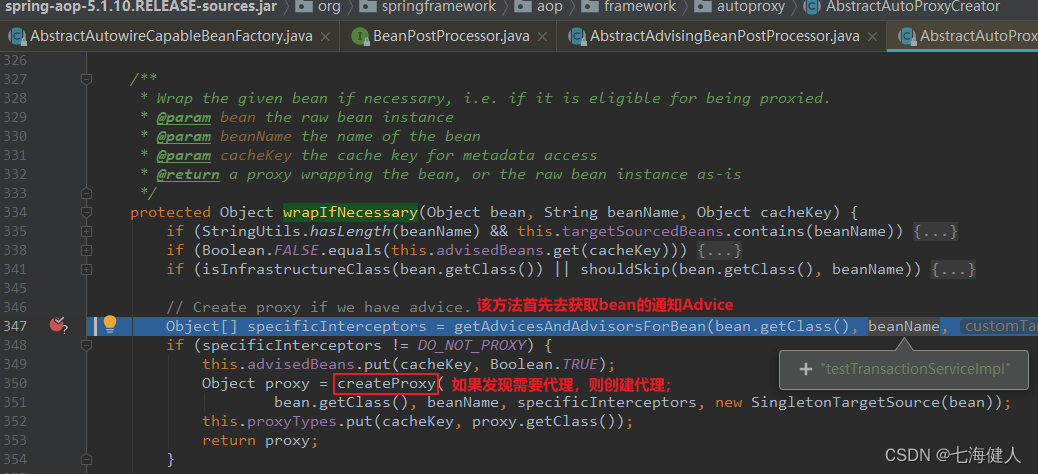 spring-aop-5.1.10.RELEASE-sources.jar org springframework aop framework autoproxy AbstractAutoProxyCreator
AbstractAutowireCapableBeanFactory.java BeanPostProcessor.java AbstractAdvisingBeanPostProcessor.java AbstractAutoProx
326
327 /**
328 * Wrap the given bean if necessary, i.e. if it is eligible for being proxied.
329 * @param bean the raw bean instance
330 * @param beanName the name of the bean
331 * @param cacheKey the cache key for metadata access
332 * @return a proxy wrapping the bean, or the raw bean instance as-is
333 */
334 protected Object wrapIfNecessary(Object bean, String beanName, Object cacheKey) {
335 if (StringUtils.hasLength(beanName) && this.targetSourcedBeans.contains(beanName)) {...}
338 if (Boolean.FALSE.equals(this.advisedBeans.get(cacheKey))) {...}
341 if (isInfrastructureClass(bean.getClass()) || shouldSkip(bean.getClass(), beanName)) {...}
345
346 // Create proxy if we have advice. 该方法首先去获取bean的通知Advice
347 Object[] specificInterceptors = getAdvicesAndAdvisorsForBean(bean.getClass(), beanName, customTa
348 if (specificInterceptors != DO_NOT_PROXY) {
349 this.advisedBeans.put(cacheKey, Boolean.TRUE);
350 Object proxy = createProxy( 如果发现需要代理，则创建代理；
+ "testTransactionServiceImpl"
351 bean.getClass(), beanName, specificInterceptors, new SingletonTargetSource(bean));
352 this.proxyTypes.put(cacheKey, proxy.getClass());
353 return proxy;
354 }
CSDN @七海健人